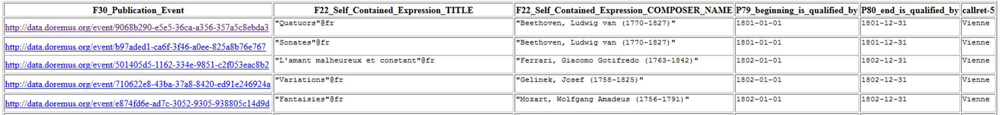 F30_Publication_Event F22_Self_Contained_Expression_TITLE F22_Self_Contained_Expression_COMPOSER_NAME P79_beginning_is_qualified_by P80_end_is_qualified_by callret-5
http://data.doremus.org/event/9068b290-e5e5-36ca-a356-357a5c8ebda3 "Quatuors"@fr "Beethoven, Ludwig van (1770-1827)" 1801-01-01 1801-12-31 Vienne
http://data.doremus.org/event/b97aded1-ca6f-3f46-a0ee-825a8b76e767 "Sonates"@fr "Beethoven, Ludwig van (1770-1827)" 1801-01-01 1801-12-31 Vienne
http://data.doremus.org/event/501405d5-1162-334e-9851-c2f053eac8b2 "L'amant malheureux et constant"@fr "Ferrari, Giacomo Gotifredo (1763-1842)" 1802-01-01 1802-12-31 Vienne
http://data.doremus.org/event/710622e8-43ba-37a8-8420-ed91e246924a "Variations"@fr "Gelinek, Josef (1758-1825)" 1802-01-01 1802-12-31 Vienne
http://data.doremus.org/event/e874fd6e-ad7c-3052-9305-938805c14d9d "Fantaisies"@fr "Mozart, Wolfgang Amadeus (1756-1791)" 1802-01-01 1802-12-31 Vienne